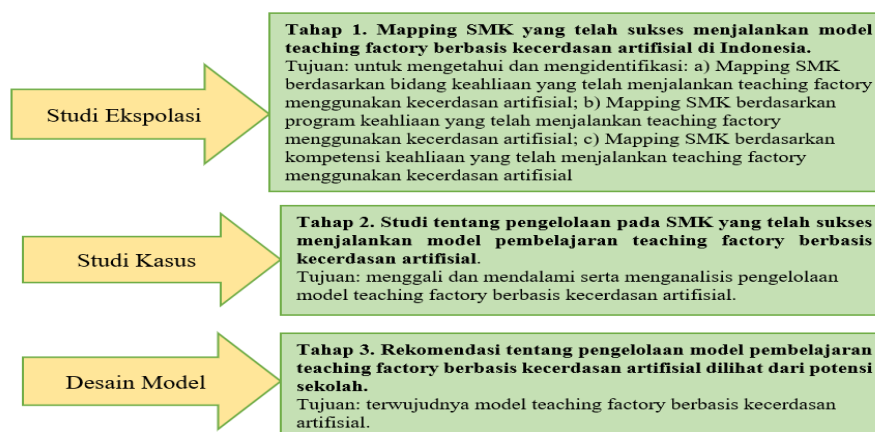 Studi Ekspolasi
Tahap 1. Mapping SMK yang telah sukses menjalankan model
teaching factory berbasis kecerdasan artifisial di Indonesia.
Tujuan: untuk mengetahui dan mengidentifikasi: a) Mapping SMK
berdasarkan bidang keahliaan yang telah menjalankan teaching factory
menggunakan kecerdasan artifisial; b) Mapping SMK berdasarkan
program keahliaan yang telah menjalankan teaching factory
menggunakan kecerdasan artifisial; c) Mapping SMK berdasarkan
kompetensi keahliaan yang telah menjalankan teaching factory
menggunakan kecerdasan artifisial
Studi Kasus
Tahap 2. Studi tentang pengelolaan pada SMK yang telah sukses
menjalankan model pembelajaran teaching factory berbasis
kecerdasan artifisial.
Tujuan: menggali dan mendalami serta menganalisis pengelolaan
model teaching factory berbasis kecerdasan artifisial.
Desain Model
Tahap 3. Rekomendasi tentang pengelolaan model pembelajaran
teaching factory berbasis kecerdasan artifisial dilihat dari potensi
sekolah.
Tujuan: terwujudnya model teaching factory berbasis kecerdasan
artifisial.